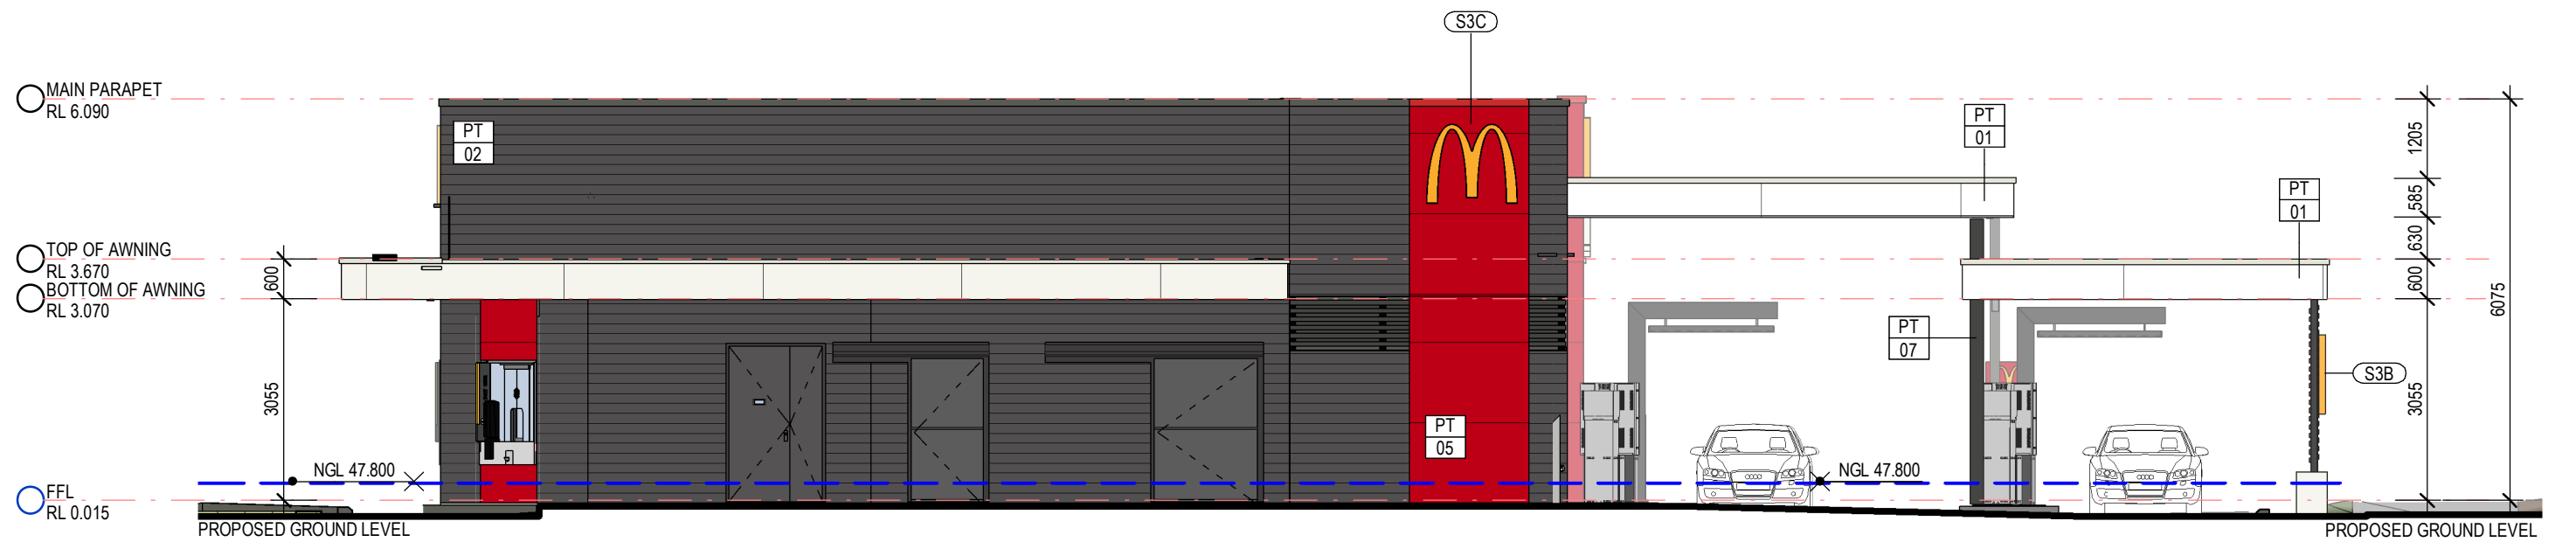 S3C
MAIN PARAPET
RL 6.090
PT
02
PT
01
1205
PT
01
585
TOP OF AWNING
RL 3.670
630
600
600
BOTTOM OF AWNING
RL 3.070
6075
PT
07
S3B
3055
3055
PT
05
NGL 47.800
NGL 47.800
FFL
RL 0.015
PROPOSED GROUND LEVEL
PROPOSED GROUND LEVEL